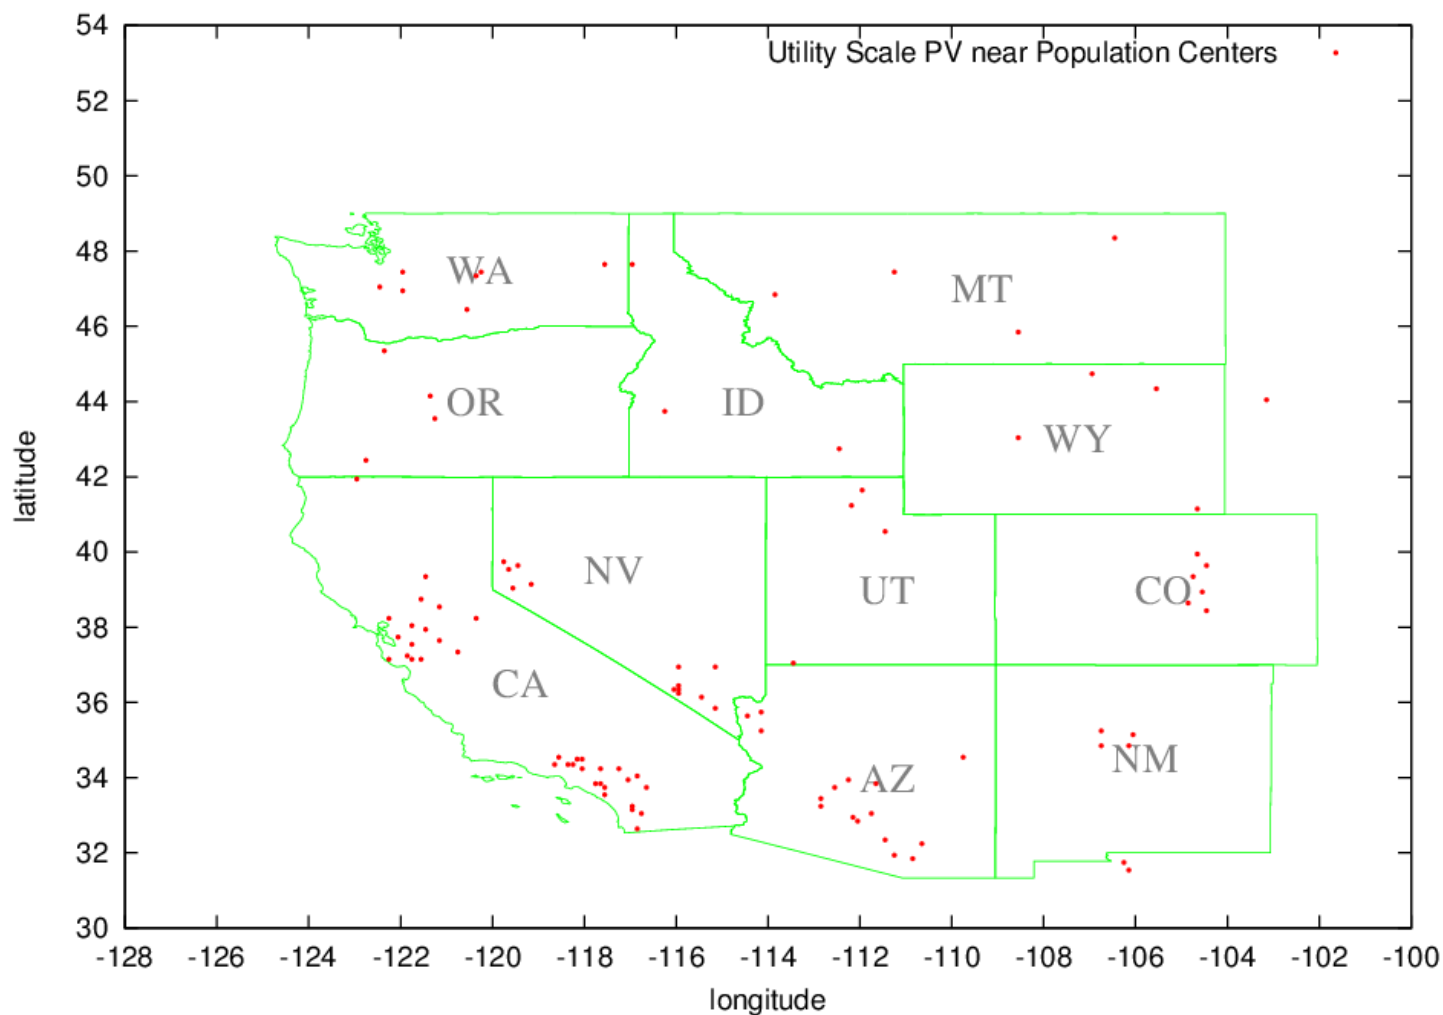 54
Utility Scale PV near Population Centers
52
50
48
WA
MT
46
44
OR
ID
WY
42
40
NV
UT
CO
38
CA
36
AZ
NM
34
32
30
-128 -126 -124 -122 -120 -118 -116 -114 -112 -110 -108 -106 -104 -102 -100
longitude
latitude